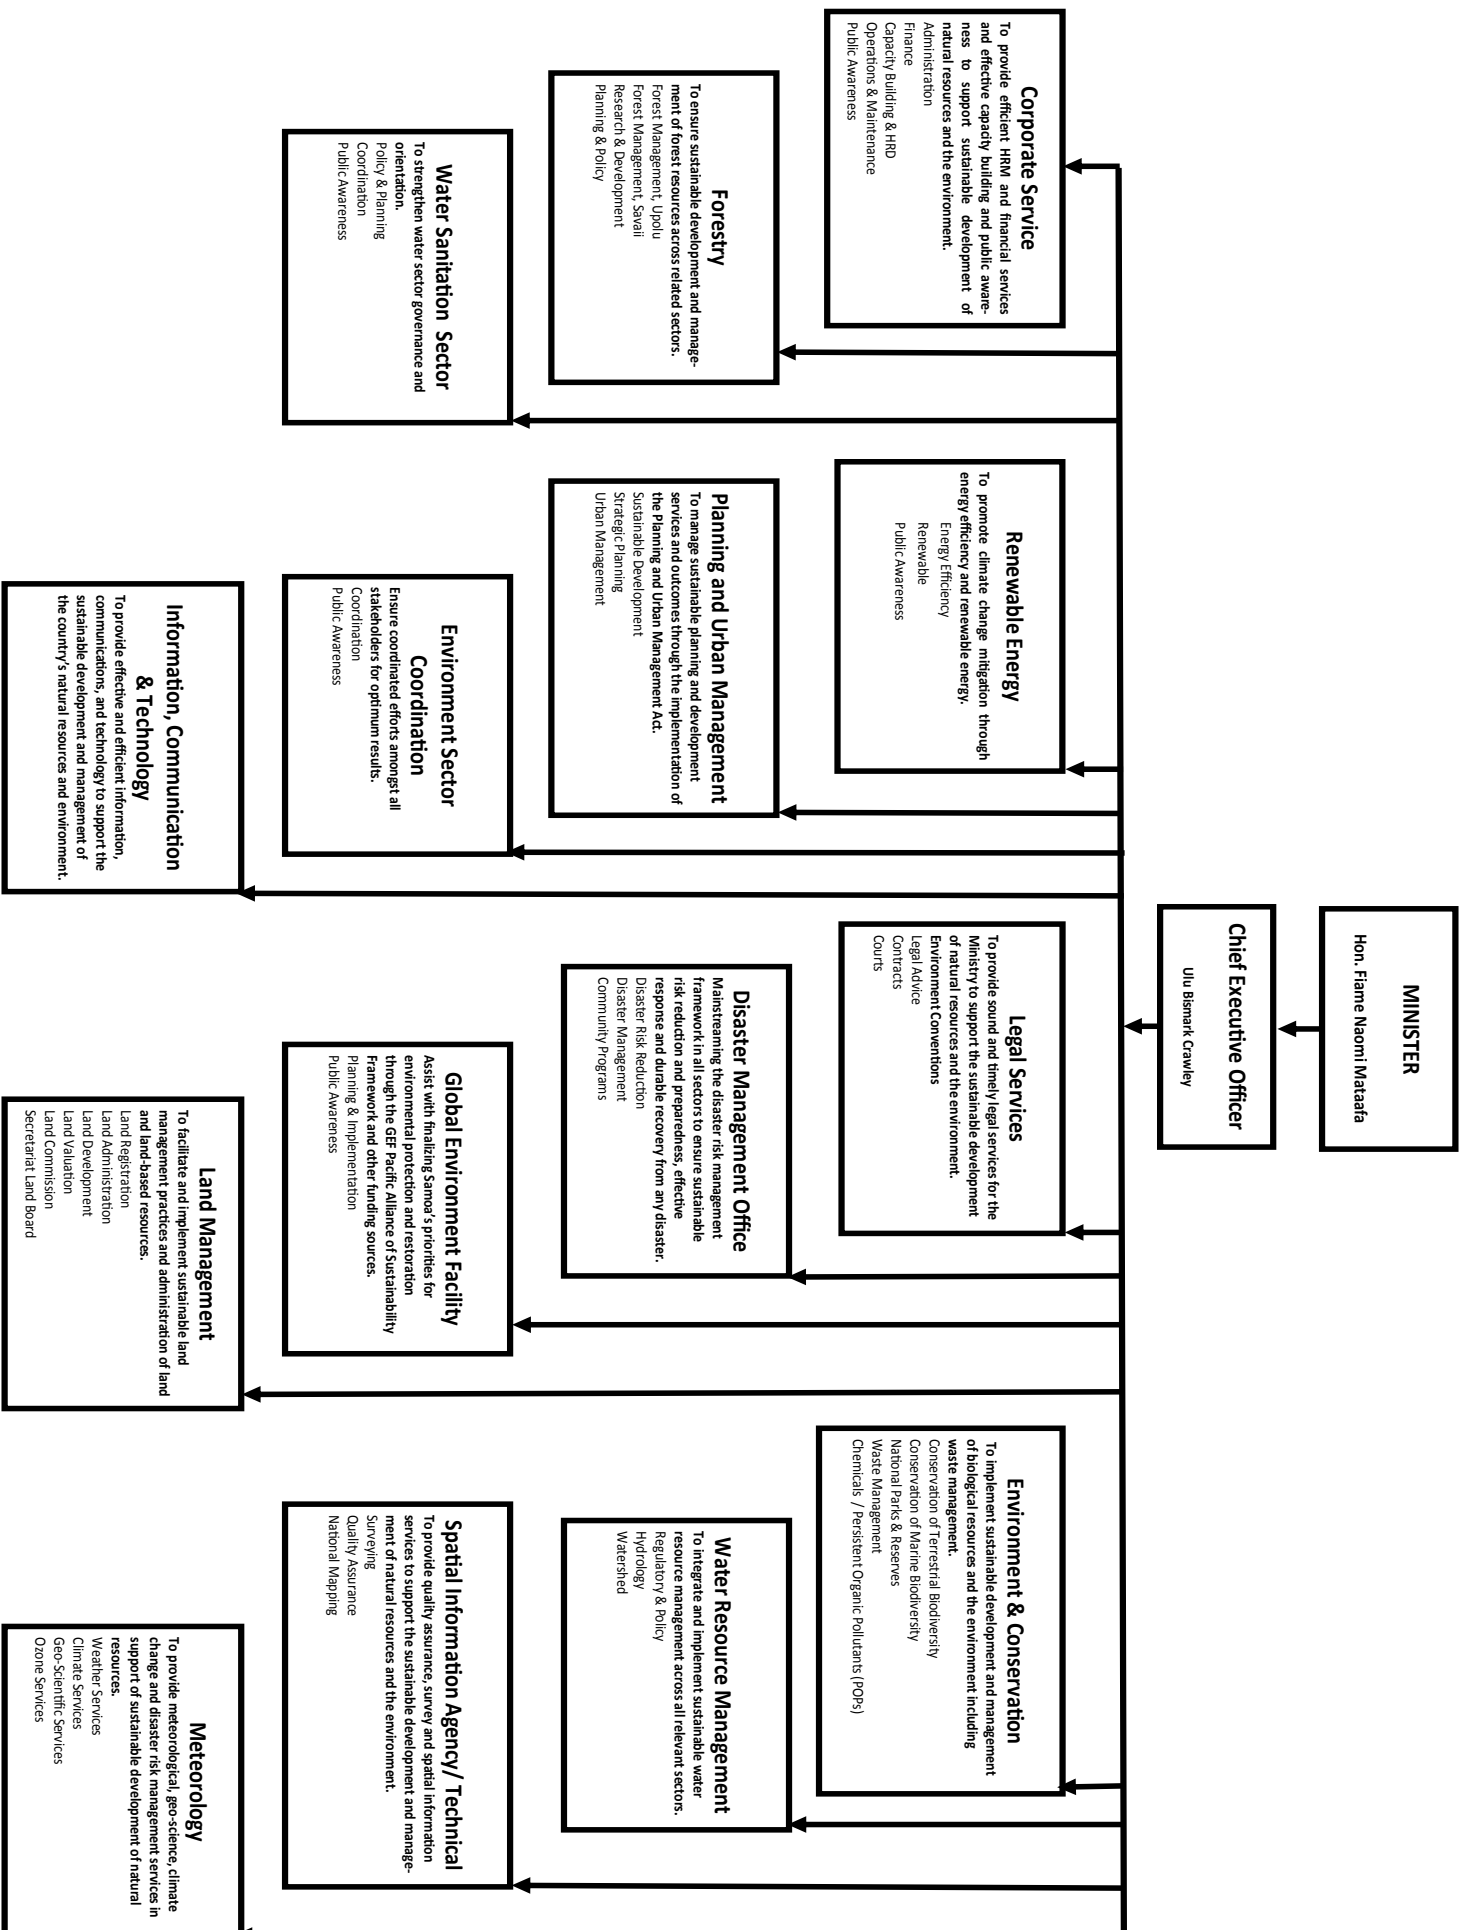 MINISTER
Hon. Fiame Naomi Mataafa
Chief Executive Officer
Ulu Bismark Crawley
Corporate Service
To provide efficient HRM and financial services
and effective capacity building and public aware-
ness to support sustainable development of
natural resources and the environment.
Administration
Finance
Capacity Building & HRD
Operations & Maintenance
Public Awareness
Renewable Energy
To promote climate change mitigation through
energy efficiency and renewable energy.
Energy Efficiency
Renewable
Public Awareness
Legal Services
To provide sound and timely legal services for the
Ministry to support the sustainable development
of natural resources and the environment.
Environment Conventions
Legal Advice
Contracts
Courts
Environment & Conservation
To implement sustainable development and management
of biological resources and the environment including
waste management.
Conservation of Terrestrial Biodiversity
Conservation of Marine Biodiversity
National Parks & Reserves
Waste Management
Chemicals / Persistent Organic Pollutants (POPs)
Forestry
To ensure sustainable development and manage-
ment of forest resources across related sectors.
Forest Management, Upolu
Forest Management, Savaii
Research & Development
Planning & Policy
Planning and Urban Management
To manage sustainable planning and development
services and outcomes through the implementation of
the Planning and Urban Management Act.
Sustainable Development
Strategic Planning
Urban Management
Disaster Management Office
Mainstreaming the disaster risk management
framework in all sectors to ensure sustainable
risk reduction and preparedness, effective
response and durable recovery from any disaster.
Disaster Risk Reduction
Disaster Management
Community Programs
Water Resource Management
To integrate and implement sustainable water
resource management across all relevant sectors.
Regulatory & Policy
Hydrology
Watershed
Water Sanitation Sector
To strengthen water sector governance and
orientation.
Policy & Planning
Coordination
Public Awareness
Environment Sector
Coordination
Ensure coordinated efforts amongst all
stakeholders for optimum results.
Coordination
Public Awareness
Global Environment Facility
Assist with finalizing Samoa's priorities for
environmental protection and restoration
through the GEF Pacific Alliance of Sustainability
Framework and other funding sources.
Planning & Implementation
Public Awareness
Spatial Information Agency/ Technical
To provide quality assurance, survey and spatial information
services to support the sustainable development and manage-
ment of natural resources and the environment.
Surveying
Quality Assurance
National Mapping
Information, Communication
& Technology
To provide effective and efficient information,
communications, and technology to support the
sustainable development and management of
the country's natural resources and environment.
Land Management
To facilitate and implement sustainable land
management practices and administration of land
and land-based resources.
Land Registration
Land Administration
Land Development
Land Valuation
Land Commission
Secretariat Land Board
Meteorology
To provide meteorological, geo-science, climate
change and disaster risk management services in
support of sustainable development of natural
resources.
Weather Services
Climate Services
Geo-Scientific Services
Ozone Services